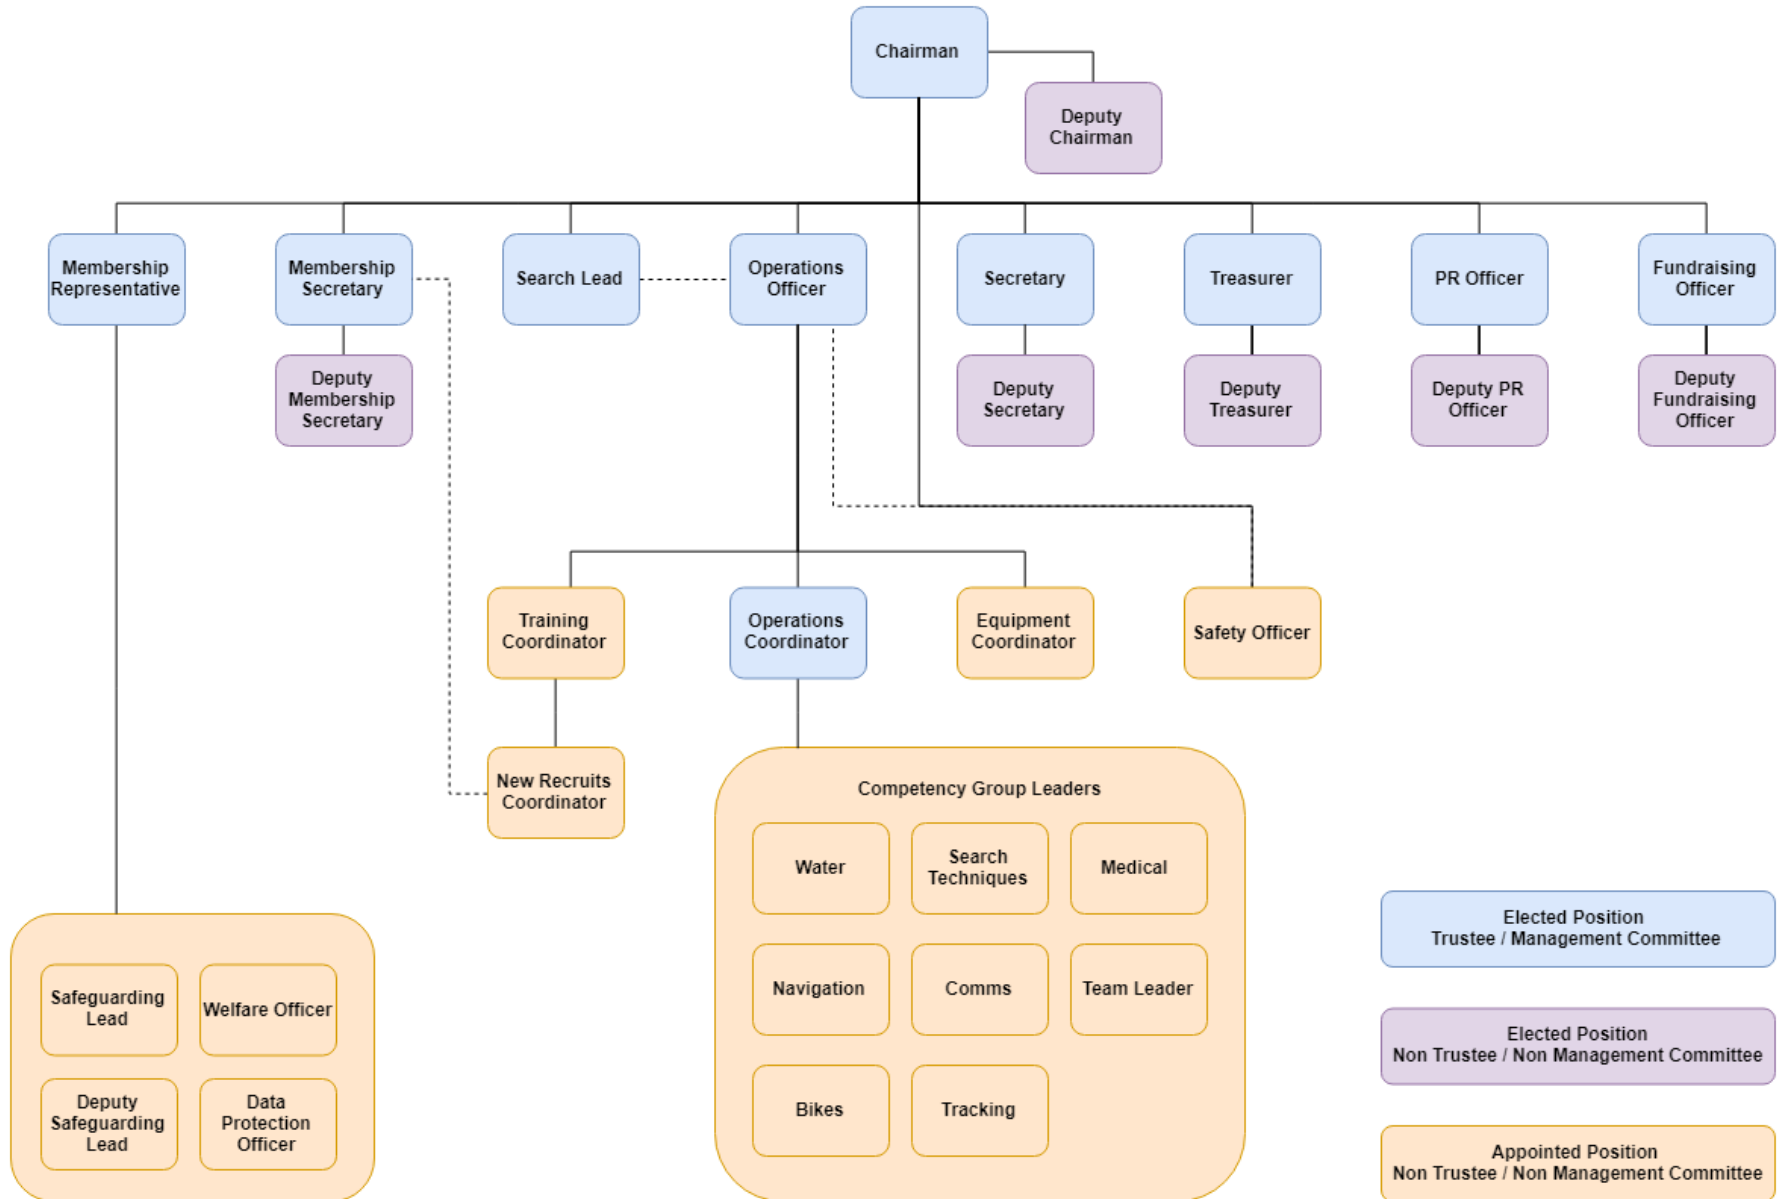 Chairman
Deputy
Chairman
Membership
Representative
Membership
Secretary
Search Lead
Operations
Officer
Secretary
Treasurer
PR Officer
Fundraising
Officer
Deputy
Membership
Secretary
Deputy
Secretary
Deputy
Treasurer
Deputy PR
Officer
Deputy
Fundraising
Officer
Training
Coordinator
Operations
Coordinator
Equipment
Coordinator
Safety Officer
New Recruits
Coordinator
Competency Group Leaders
Water
Search
Techniques
Medical
Navigation
Comms
Team Leader
Bikes
Tracking
Safeguarding
Lead
Welfare Officer
Deputy
Safeguarding
Lead
Data
Protection
Officer
Elected Position
Trustee / Management Committee
Elected Position
Non Trustee / Non Management Committee
Appointed Position
Non Trustee / Non Management Committee